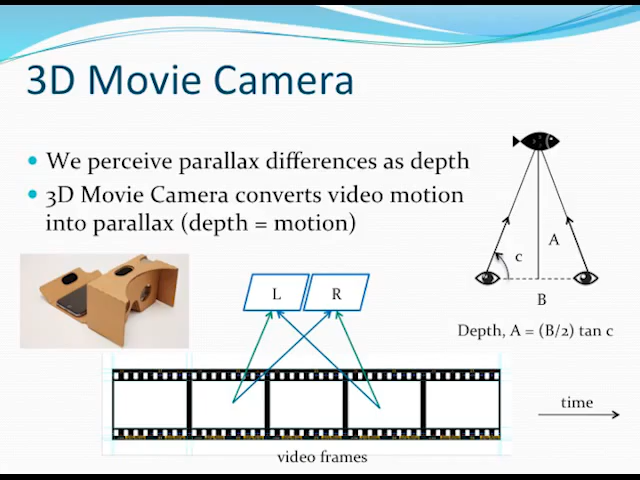 3D Movie Camera
We perceive parallax differences as depth
3D Movie Camera converts video motion
into parallax (depth = motion)
A
c
B
Depth, A = (B/2) tan c
L
R
time
video frames